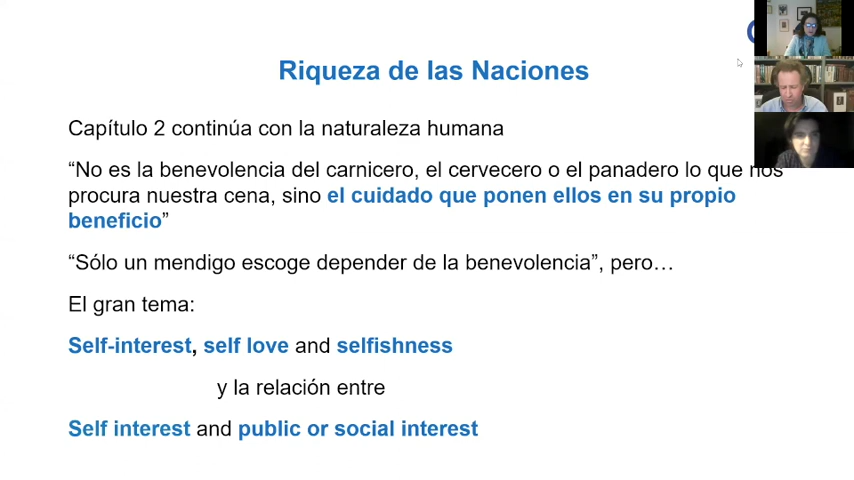 Riqueza de las Naciones
Capítulo 2 continúa con la naturaleza humana
“No es la benevolencia del carnicero, el cervecero o el panadero lo que nos
procura nuestra cena, sino el cuidado que ponen ellos en su propio
beneficio”
“Sólo un mendigo escoge depender de la benevolencia”, pero…
El gran tema:
Self-interest, self love and selfishness
y la relación entre
Self interest and public or social interest